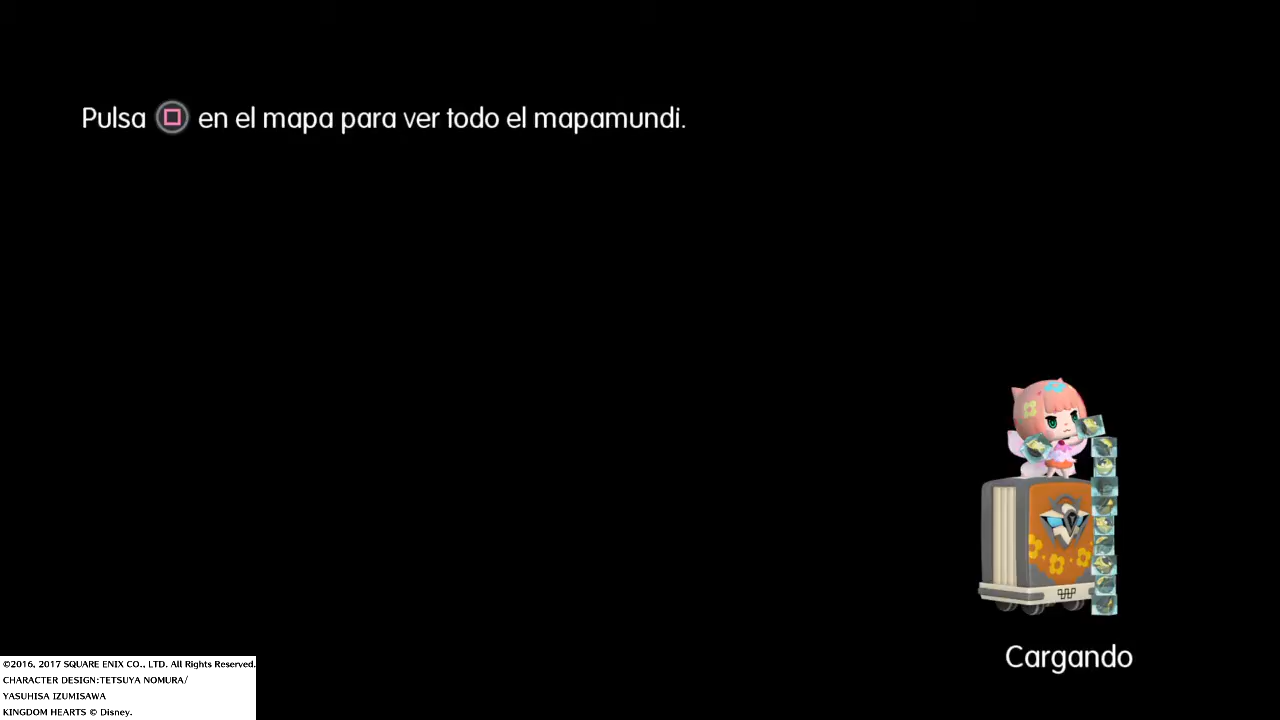 Pulsa □ en el mapa para ver todo el mapamundi.
Cargando
©2016, 2017 SQUARE ENIX CO., LTD. All Rights Reserved.
CHARACTER DESIGN:TETSUYA NOMURA/
YASUHISA IZUMISAWA
KINGDOM HEARTS © Disney.